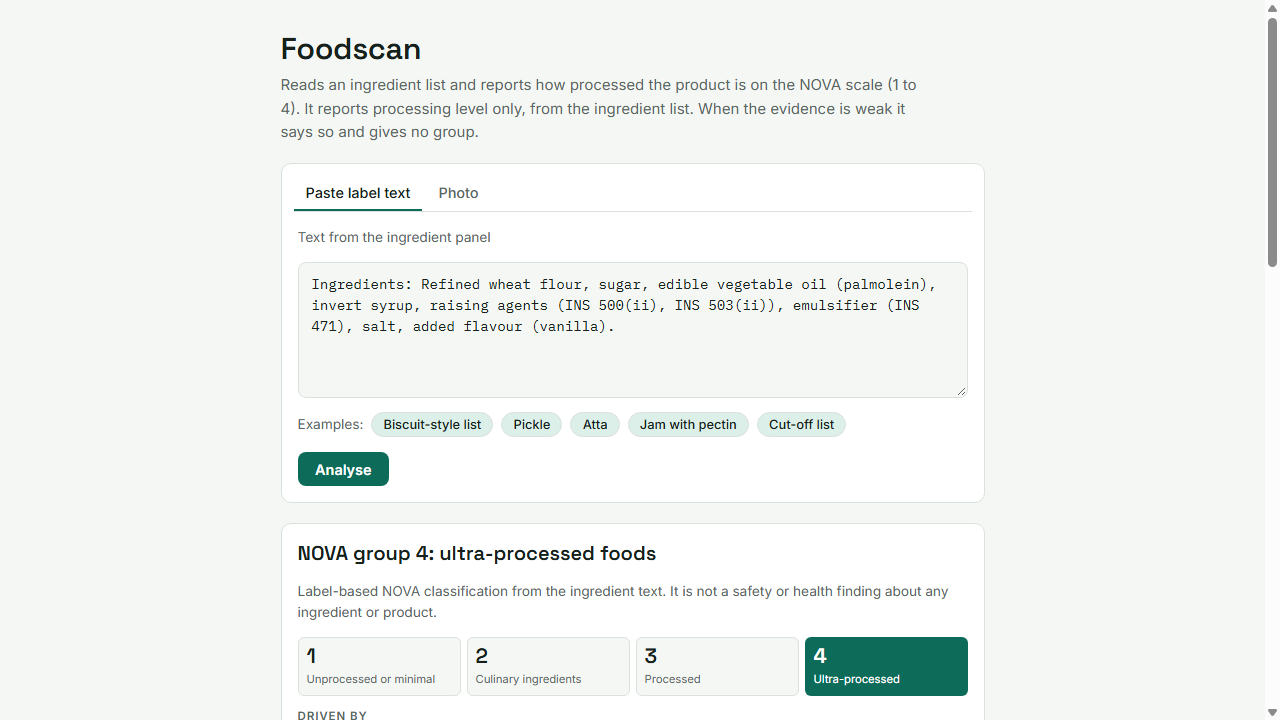 Foodscan
Reads an ingredient list and reports how processed the product is on the NOVA scale (1 to
4). It reports processing level only, from the ingredient list. When the evidence is weak it
says so and gives no group.
Paste label text
Photo
Text from the ingredient panel
Ingredients: Refined wheat flour, sugar, edible vegetable oil (palmolein),
invert syrup, raising agents (INS 500(ii), INS 503(ii)), emulsifier (INS
471), salt, added flavour (vanilla).
Examples: Biscuit-style list Pickle Atta Jam with pectin Cut-off list
Analyse
NOVA group 4: ultra-processed foods
Label-based NOVA classification from the ingredient text. It is not a safety or health finding about any
ingredient or product.
1
Unprocessed or minimal
2
Culinary ingredients
3
Processed
4
Ultra-processed
DRIVEN BY